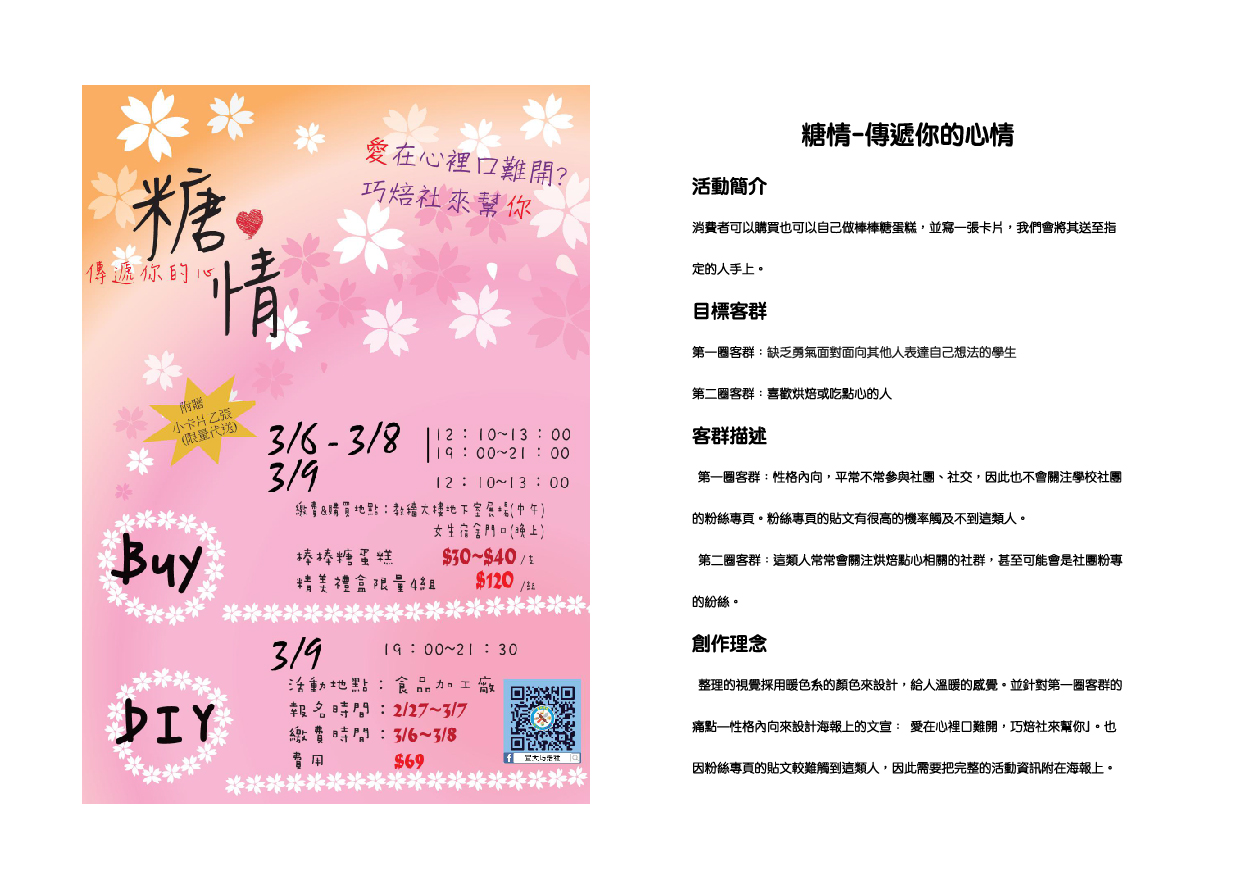 愛在心裡口難開?
巧焙社來幫你
糖
情
傳遞你的心
附贈
小卡片乙張
(限量代送)
3/6 - 3/8
12：10~13：00
19：00~21：00
3/9
12：10~13：00
繳費&購買地點：教穡大樓地下室展場(中午)
女生宿舍門口(晚上)
Buy
棒棒糖蛋糕 $30~$40 /支
精美禮盒限量4組 $120 /組
3/9
19：00~21：30
DIY
活動地點：食品加工廠
報名時間：2/27~3/7
繳費時間：3/6~3/8
費用 $69
宜大巧焙社
糖情-傳遞你的心情
活動簡介
消費者可以購買也可以自己做棒棒糖蛋糕，並寫一張卡片，我們會將其送至指
定的人手上。
目標客群
第一圈客群：缺乏勇氣面對面向其他人表達自己想法的學生
第二圈客群：喜歡烘焙或吃點心的人
客群描述
第一圈客群：性格內向，平常不常參與社團、社交，因此也不會關注學校社團
的粉絲專頁。粉絲專頁的貼文有很高的機率觸及不到這類人。
第二圈客群：這類人常常會關注烘焙點心相關的社群，甚至可能會是社團粉專
的紛絲。
創作理念
整理的視覺採用暖色系的顏色來設計，給人溫暖的感覺。並針對第一圈客群的
痛點—性格內向來設計海報上的文宣： 愛在心裡口難開，巧焙社來幫你」。也
因粉絲專頁的貼文較難觸到這類人，因此需要把完整的活動資訊附在海報上。